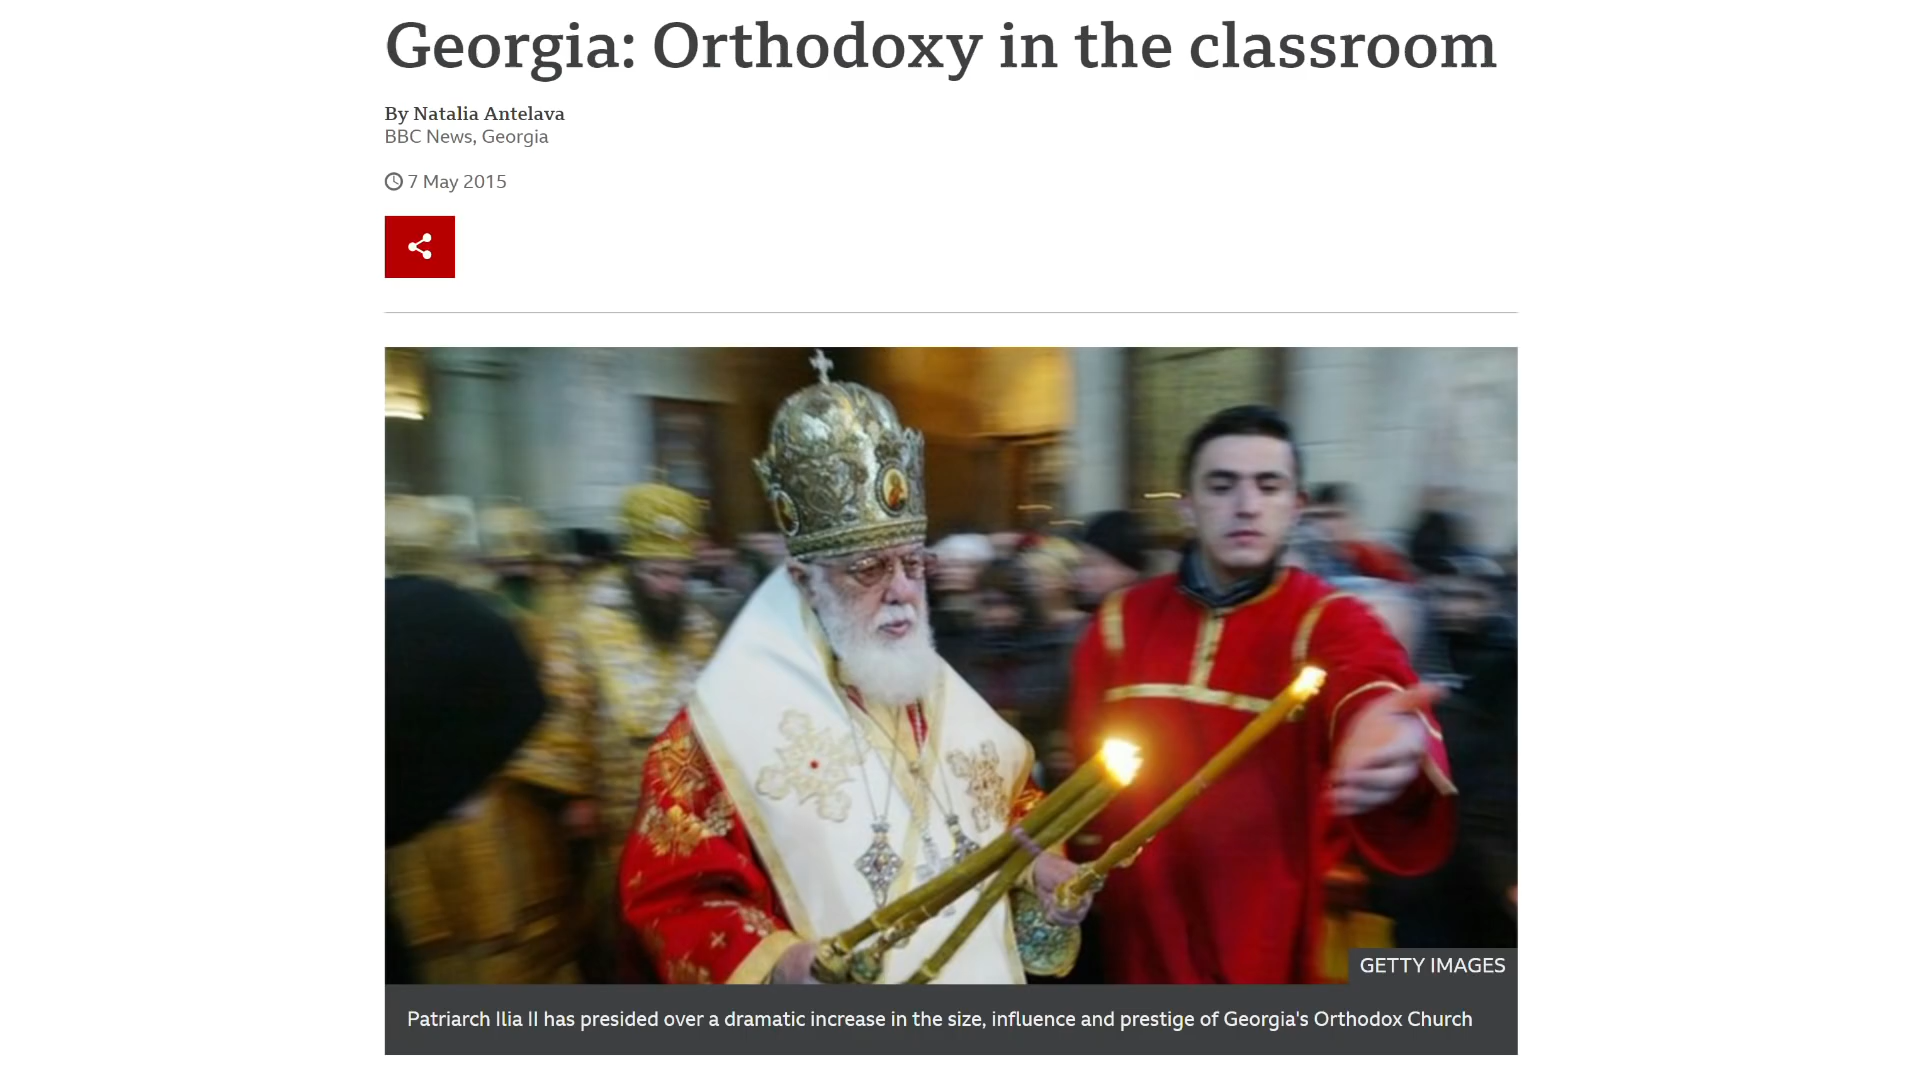 Georgia: Orthodoxy in the classroom
By Natalia Antelava
BBC News, Georgia
7 May 2015
GETTY IMAGES
Patriarch Ilia II has presided over a dramatic increase in the size, influence and prestige of Georgia's Orthodox Church